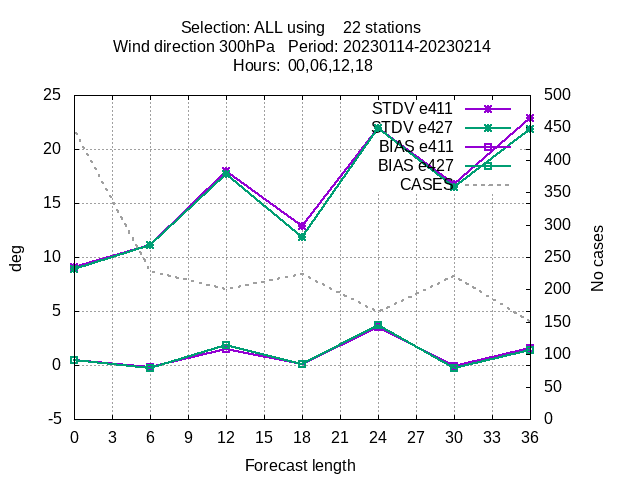 Selection: ALL using    22 stations
Wind direction 300hPa   Period: 20230114-20230214
Hours:  00,06,12,18
25
20
15
10
5
0
-5
500
450
400
350
300
250
200
150
100
50
0
deg
No cases
STDV e411
STDV e427
BIAS e411
BIAS e427
CASES
0 3 6 9 12 15 18 21 24 27 30 33 36
Forecast length